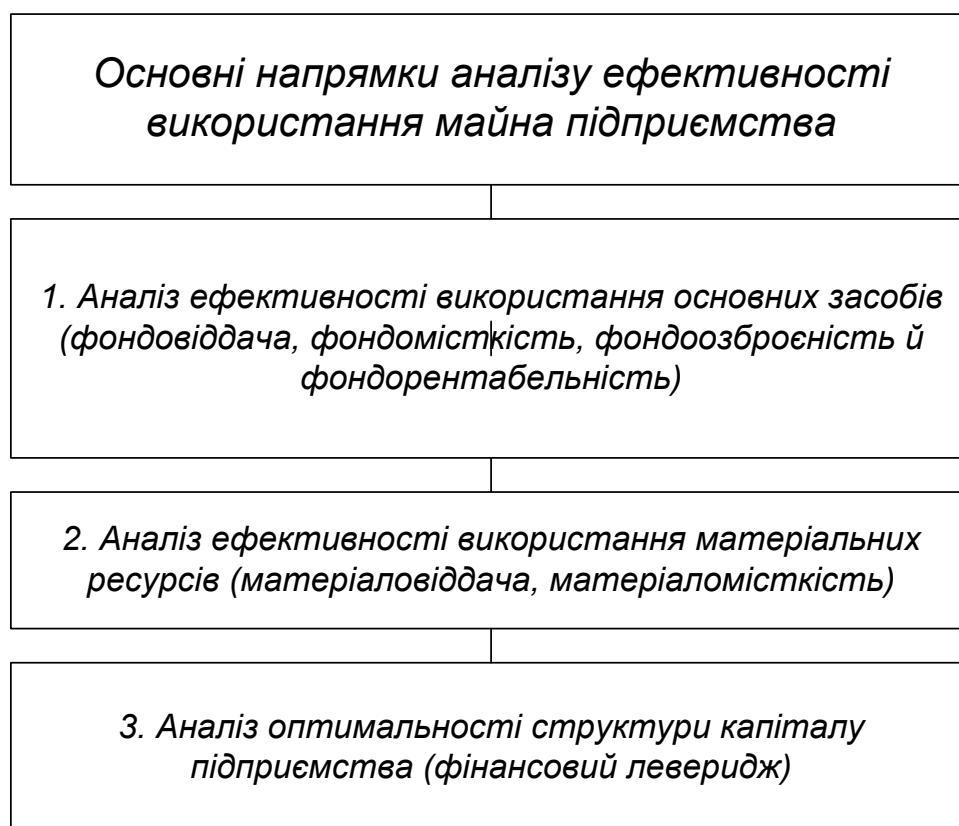 Основні напрямки аналізу ефективності
використання майна підприємства
1. Аналіз ефективності використання основних засобів
(фондовіддача, фондомісткість, фондоозброєність й
фондорентабельність)
2. Аналіз ефективності використання матеріальних
ресурсів (матеріаловіддача, матеріаломісткість)
3. Аналіз оптимальності структури капіталу
підприємства (фінансовий леверидж)